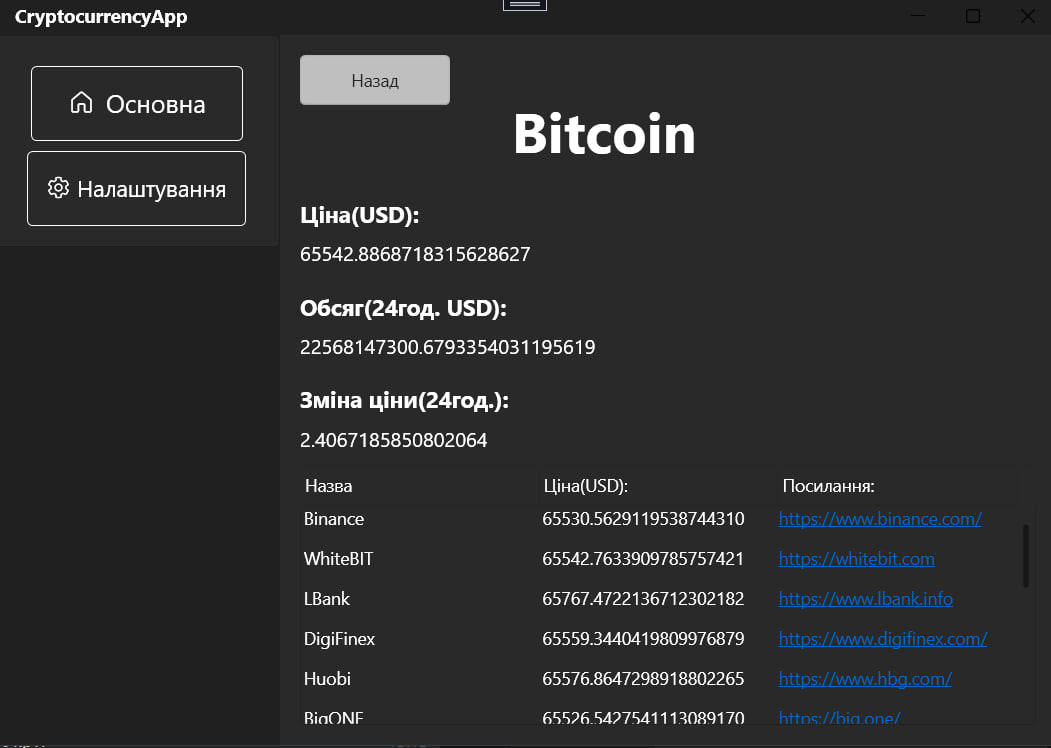 CryptocurrencyApp
Основна
Налаштування
Назад
Bitcoin
Ціна(USD):
65542.8868718315628627
Обсяг(24год. USD):
22568147300.6793354031195619
Зміна ціни(24год.):
2.4067185850802064
Назва Ціна(USD): Посилання:
Binance 65530.5629119538744310 https://www.binance.com/
WhiteBIT 65542.7633909785757421 https://whitebit.com
LBank 65767.4722136712302182 https://www.lbank.info
DigiFinex 65559.3440419809976879 https://www.digifinex.com/
Huobi 65576.8647298918802265 https://www.hbg.com/
BigONE 65526.5427541113089170 https://big.one/